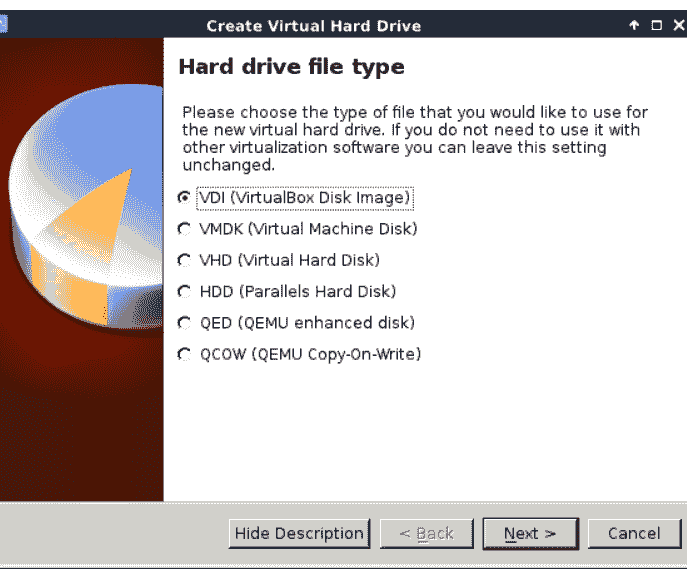 Create Virtual Hard Drive
Hard drive file type
Please choose the type of file that you would like to use for
the new virtual hard drive. If you do not need to use it with
other virtualization software you can leave this setting
unchanged.
VDI (VirtualBox Disk Image)
VMDK (Virtual Machine Disk)
VHD (Virtual Hard Disk)
HDD (Parallels Hard Disk)
QED (QEMU enhanced disk)
QCOW (QEMU Copy-On-Write)
Hide Description < Back Next > Cancel